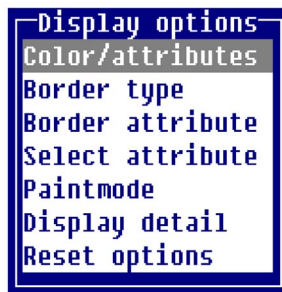 Display options
Color/attributes
Border type
Border attribute
Select attribute
Paintmode
Display detail
Reset options